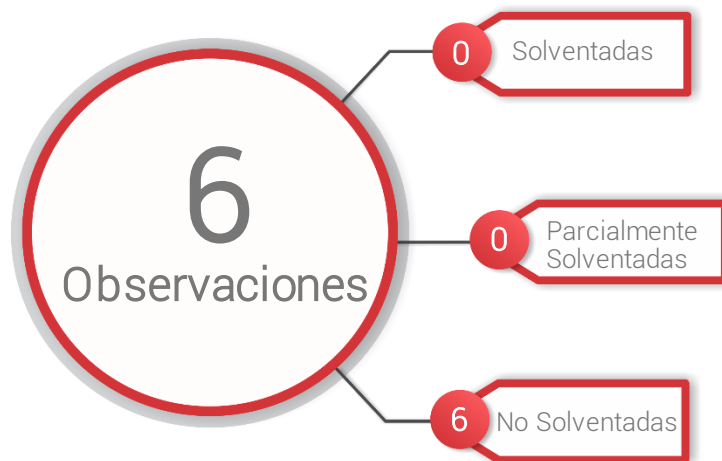 6
Observaciones
0
Solventadas
0
Parcialmente
Solventadas
6
No Solventadas